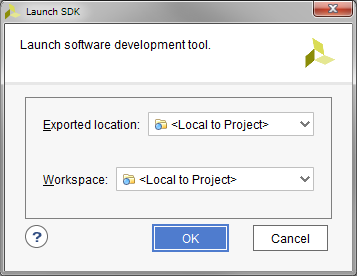 Launch SDK
Launch software development tool.
Exported location: <Local to Project>
Workspace: <Local to Project>
?
OK Cancel